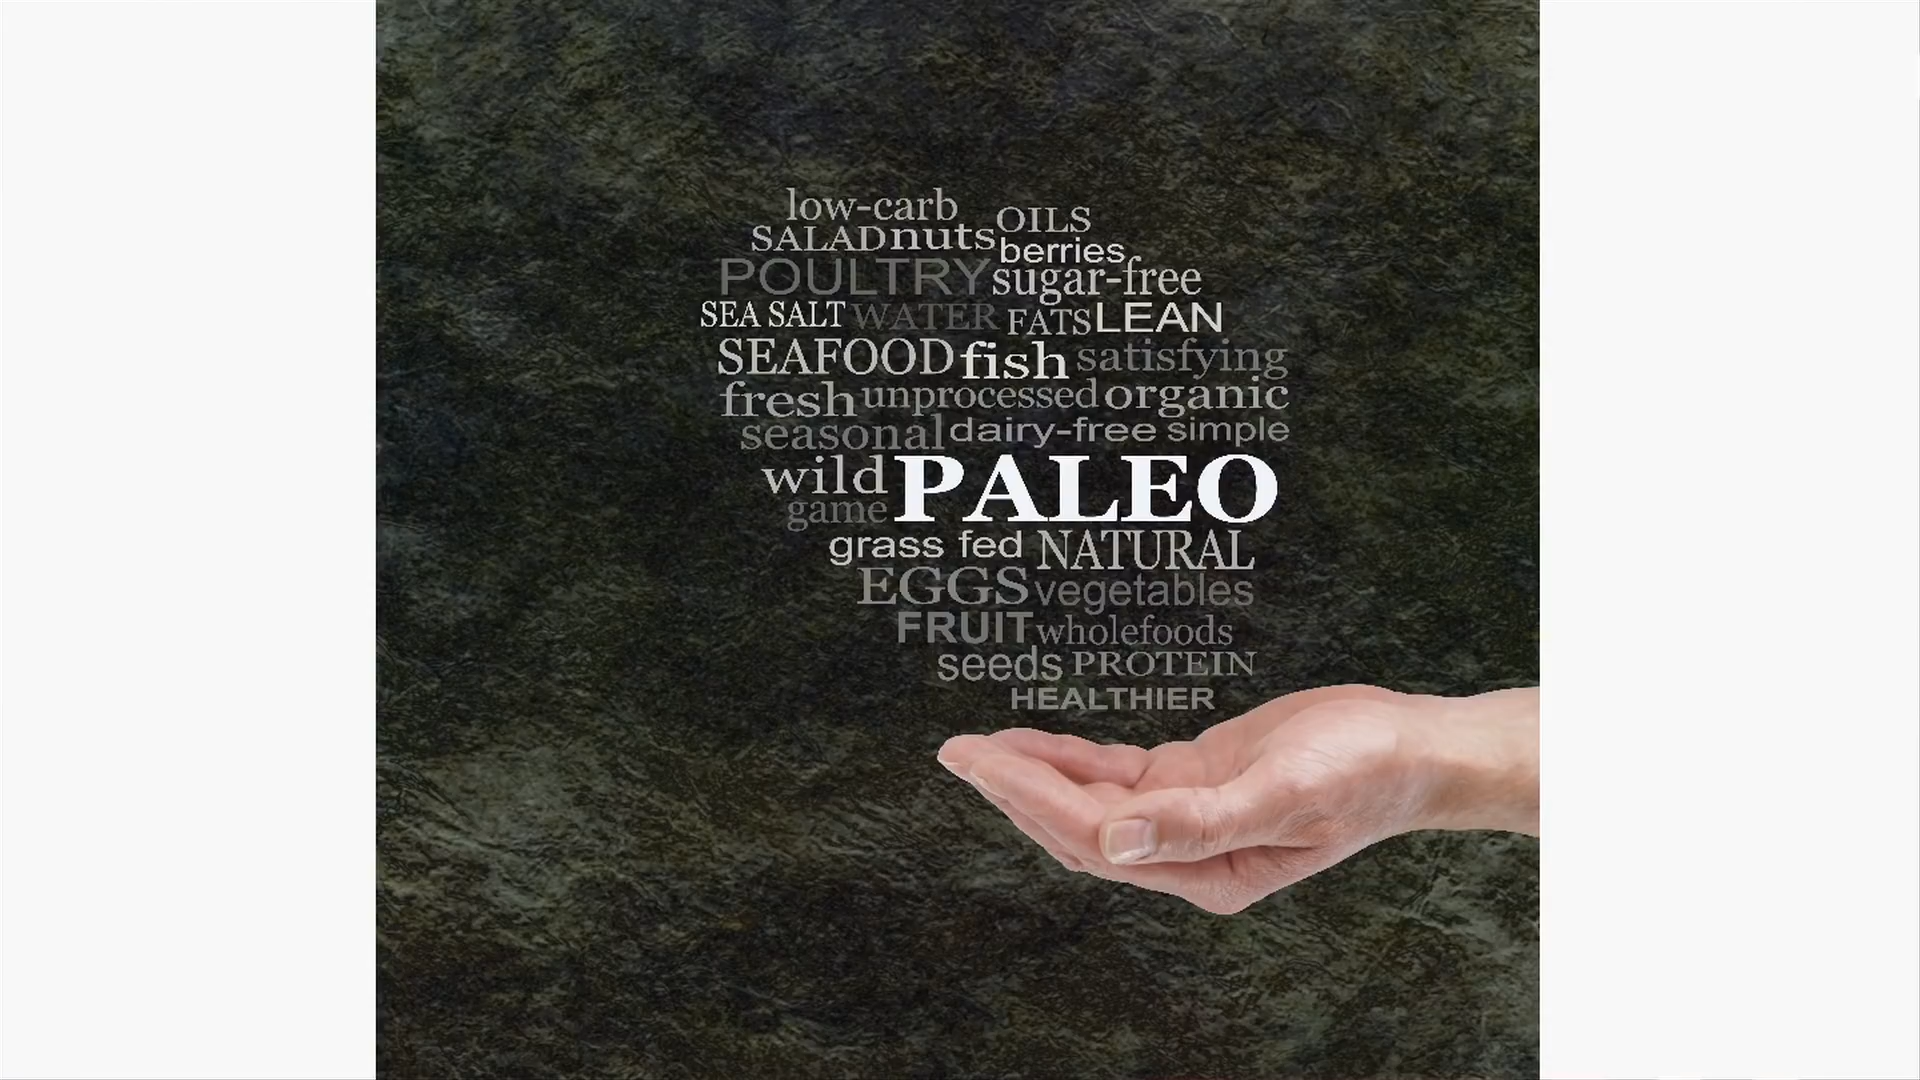 low-carb OILS
SALAD nuts berries
POULTRY sugar-free
SEA SALT WATER FATS LEAN
SEAFOOD fish satisfying
fresh unprocessed organic
seasonal dairy-free simple
wild PALEO
game
grass fed NATURAL
EGGS vegetables
FRUIT wholefoods
seeds PROTEIN
HEALTHIER